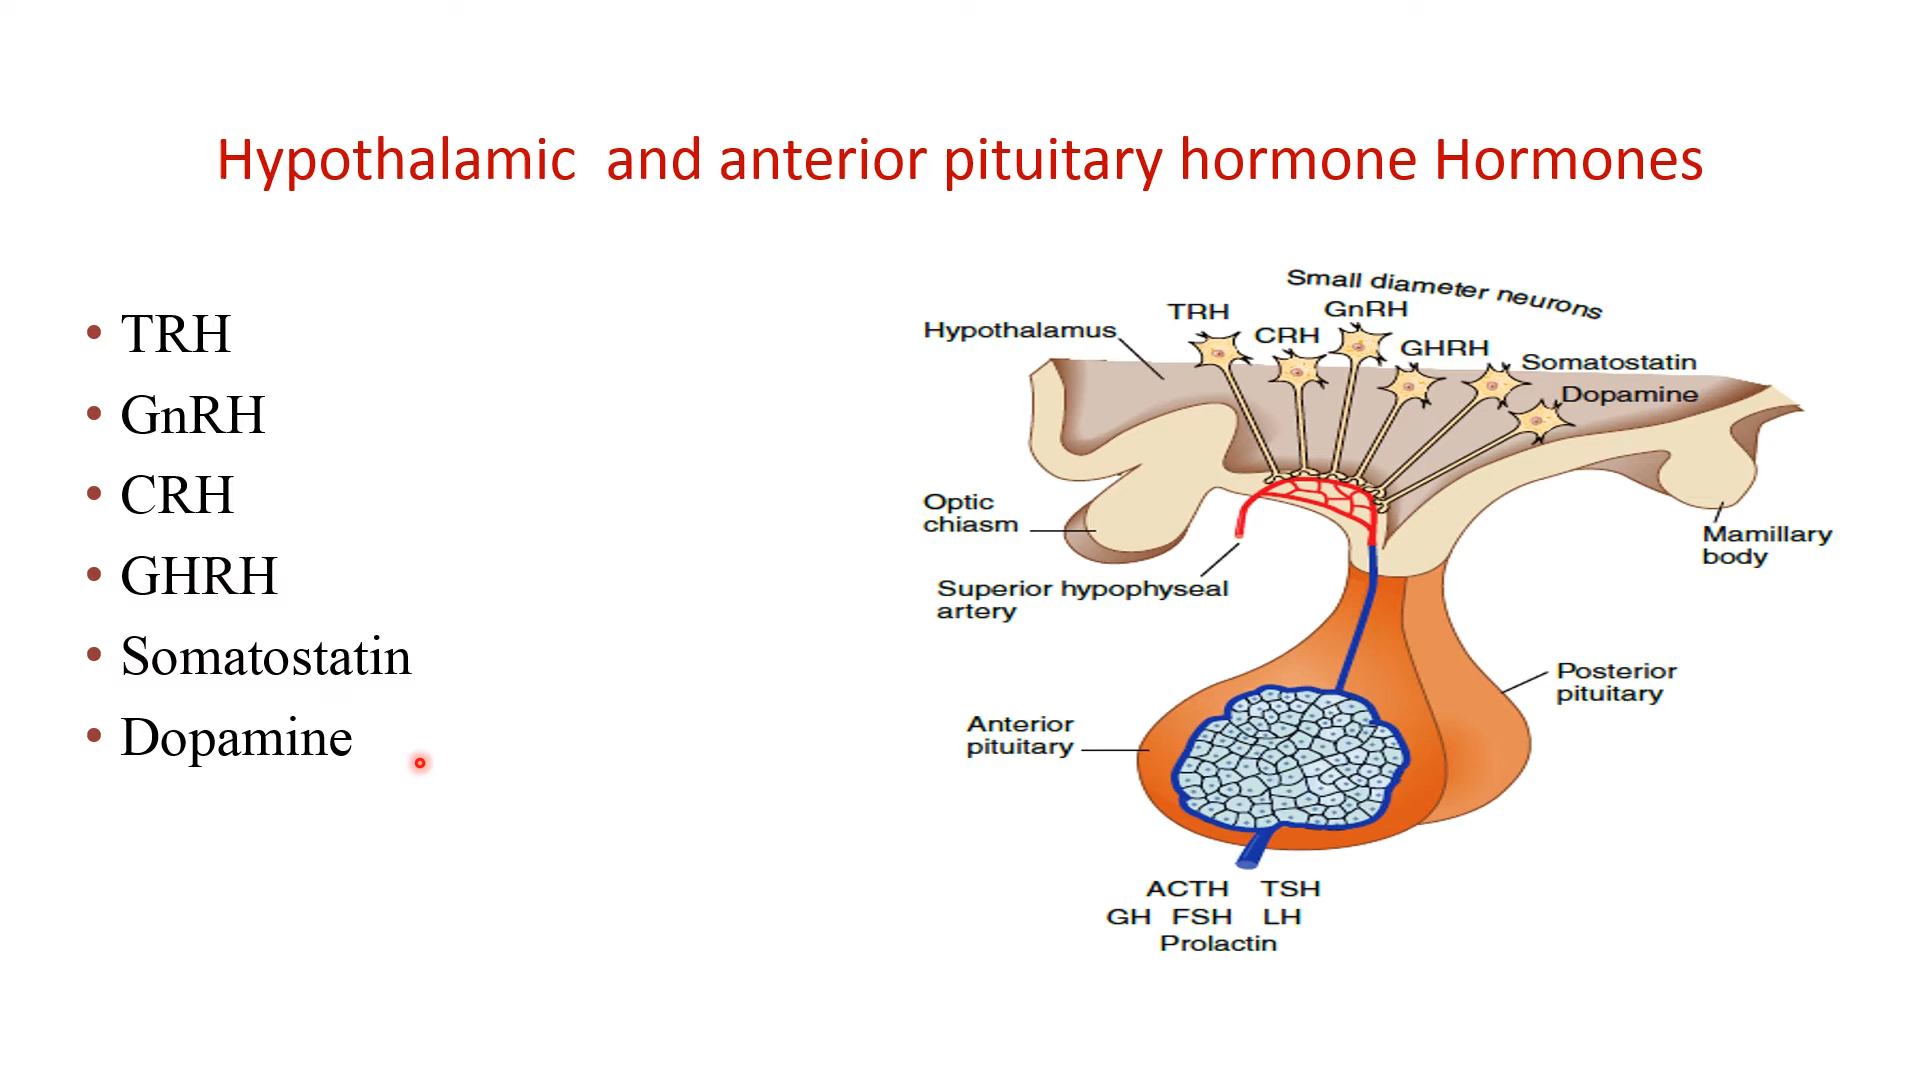 Hypothalamic  and anterior pituitary hormone Hormones
• TRH
• GnRH
• CRH
• GHRH
• Somatostatin
• Dopamine
Small diameter neurons
TRH
GnRH
Hypothalamus
CRH
GHRH
Somatostatin
Dopamine
Optic
chiasm
Mamillary
body
Superior hypophyseal
artery
Posterior
pituitary
Anterior
pituitary
ACTH TSH
GH FSH LH
Prolactin